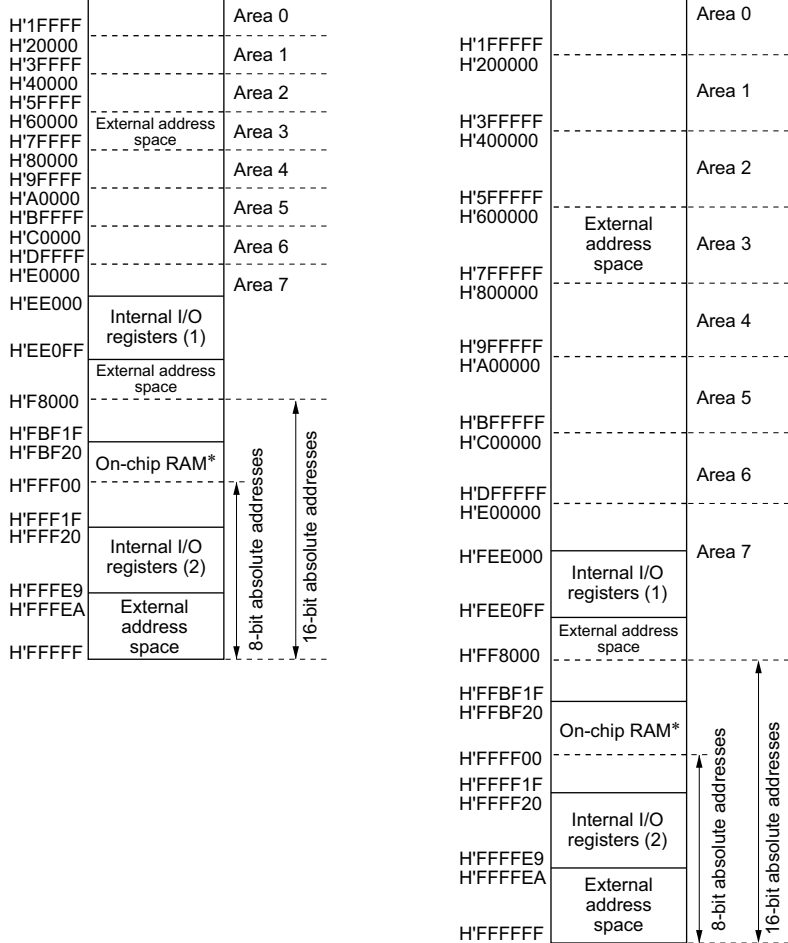 H'1FFFF
Area 0
H'20000
H'3FFFF
Area 1
H'40000
H'5FFFF
Area 2
H'60000
H'7FFFF
External address
space
Area 3
H'80000
H'9FFFF
Area 4
H'A0000
H'BFFFF
Area 5
H'C0000
H'DFFFF
Area 6
H'E0000
Area 7
H'EE000
Internal I/O
registers (1)
H'EE0FF
External address
space
H'F8000
H'FBF1F
H'FBF20
On-chip RAM*
H'FFF00
H'FFF1F
H'FFF20
Internal I/O
registers (2)
H'FFFE9
H'FFFEA
External
address
space
H'FFFFF
8-bit absolute addresses
16-bit absolute addresses
Area 0
H'1FFFFF
H'200000
Area 1
H'3FFFFF
H'400000
Area 2
H'5FFFFF
H'600000
External
address
space
Area 3
H'7FFFFF
H'800000
Area 4
H'9FFFFF
H'A00000
Area 5
H'BFFFFF
H'C00000
Area 6
H'DFFFFF
H'E00000
Area 7
H'FEE000
Internal I/O
registers (1)
H'FEE0FF
External address
space
H'FF8000
H'FFBF1F
H'FFBF20
On-chip RAM*
H'FFFF00
H'FFFF1F
H'FFFF20
Internal I/O
registers (2)
H'FFFFE9
H'FFFFEA
External
address
space
H'FFFFFF
8-bit absolute addresses
16-bit absolute addresses